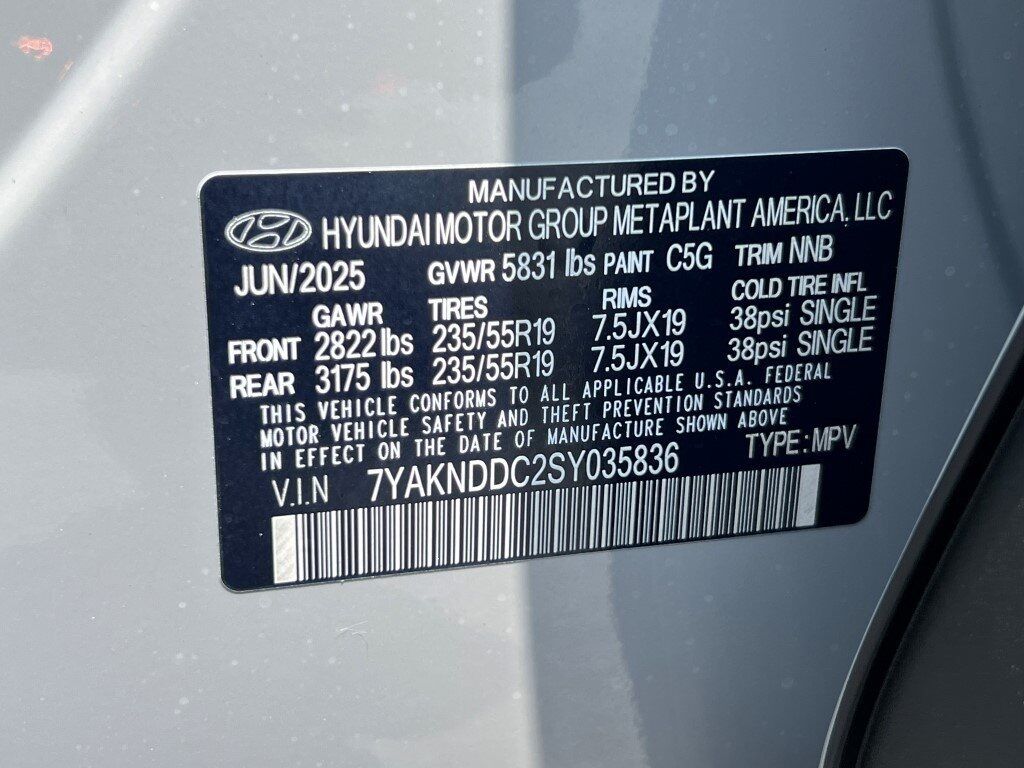 MANUFACTURED BY
HYUNDAI MOTOR GROUP METAPLANT AMERICA, LLC
JUN/2025 GVWR 5831 lbs PAINT C5G TRIM NNB
GAWR TIRES RIMS COLD TIRE INFL
FRONT 2822 lbs 235/55R19 7.5JX19 38psi SINGLE
REAR 3175 lbs 235/55R19 7.5JX19 38psi SINGLE
THIS VEHICLE CONFORMS TO ALL APPLICABLE U.S.A. FEDERAL
MOTOR VEHICLE SAFETY AND THEFT PREVENTION STANDARDS
IN EFFECT ON THE DATE OF MANUFACTURE SHOWN ABOVE
V.I.N 7YAKNDDC2SY035836 TYPE: MPV